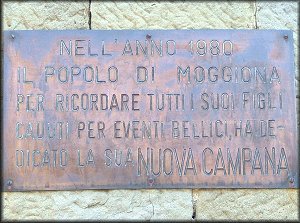 NELL'ANNO 1980
IL POPOLO DI MOGGIONA
PER RICORDARE TUTTI I SUOI FIGLI
CADUTI PER EVENTI BELLICI, HA DE-
DICATO LA SUA NUOVA CAMPANA